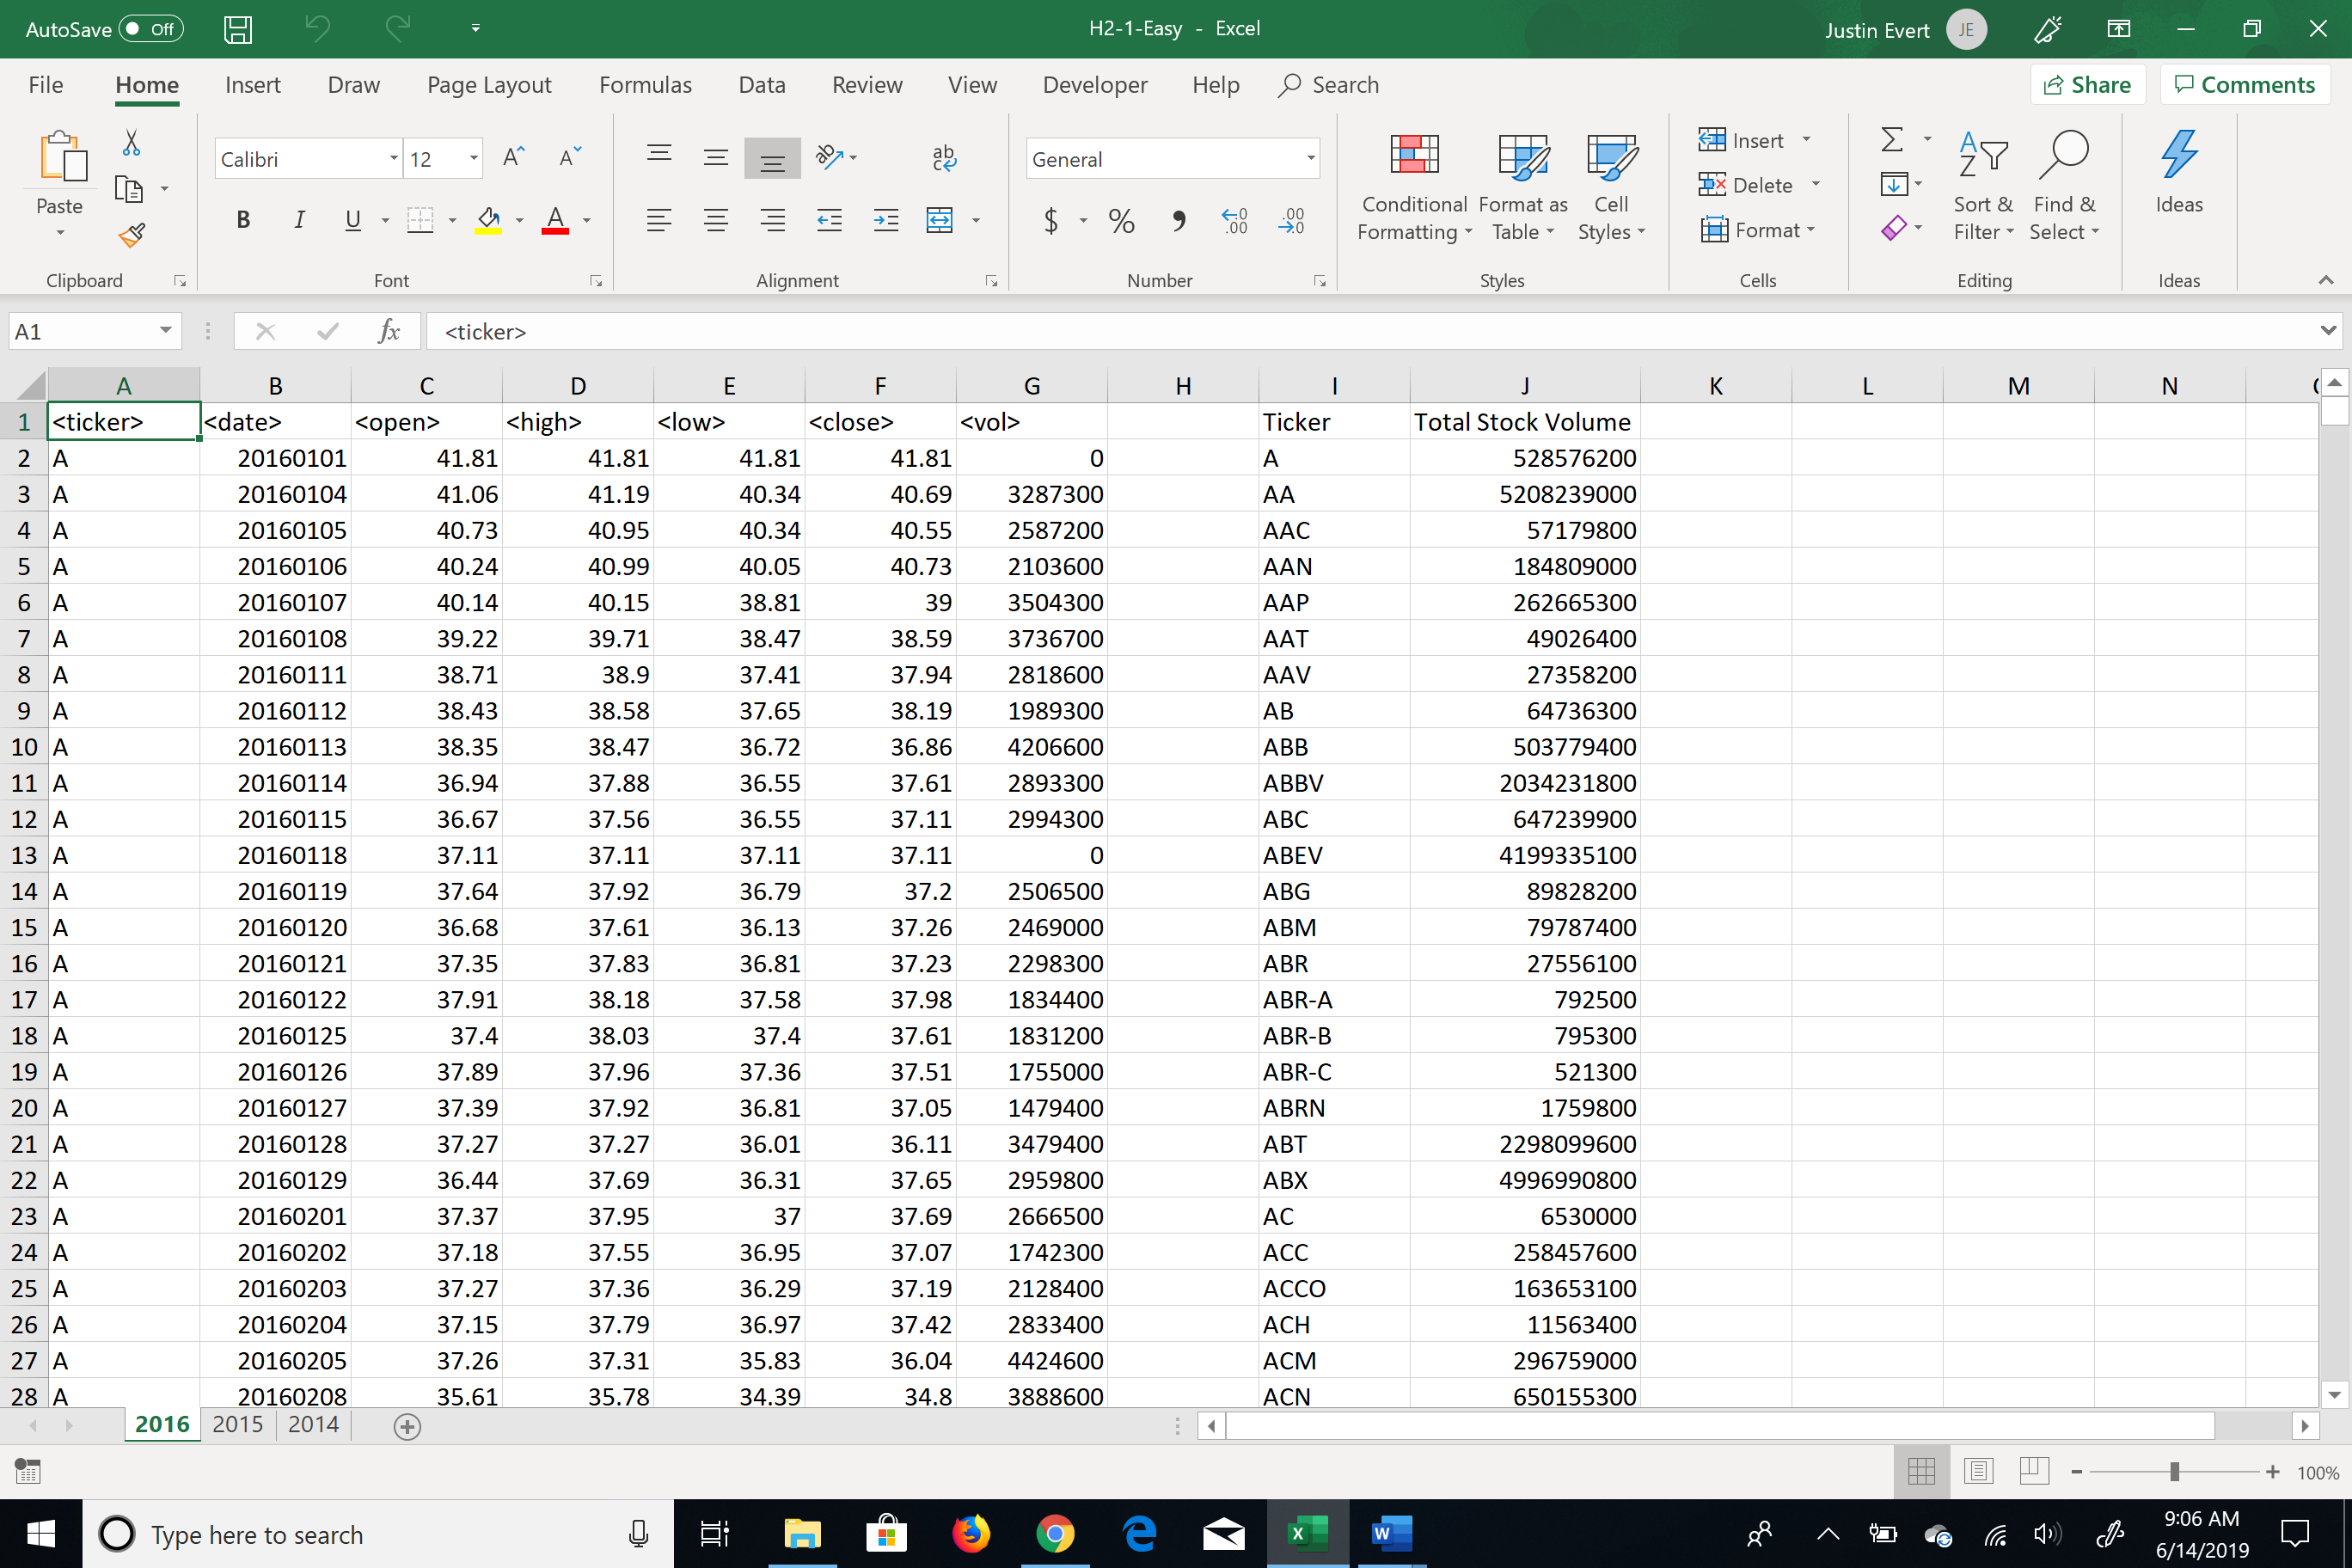 AutoSave Off H2-1-Easy - Excel Justin Evert JE
File Home Insert Draw Page Layout Formulas Data Review View Developer Help Search Share Comments
Paste
Clipboard
Calibri 12
B I U A
Font
ab
c
Alignment
General
$ % , .00 .00
Number
Conditional Formatting
Format as Table
Cell Styles
Styles
Insert
Delete
Format
Cells
Sort & Filter
Find & Select
Editing
Ideas
Ideas
A1 fx <ticker>
A B C D E F G H I J K L M N
1 <ticker> <date> <open> <high> <low> <close> <vol> Ticker Total Stock Volume
2 A 20160101 41.81 41.81 41.81 41.81 0 A 528576200
3 A 20160104 41.06 41.19 40.34 40.69 3287300 AA 5208239000
4 A 20160105 40.73 40.95 40.34 40.55 2587200 AAC 57179800
5 A 20160106 40.24 40.99 40.05 40.73 2103600 AAN 184809000
6 A 20160107 40.14 40.15 38.81 39 3504300 AAP 262665300
7 A 20160108 39.22 39.71 38.47 38.59 3736700 AAT 49026400
8 A 20160111 38.71 38.9 37.41 37.94 2818600 AAV 27358200
9 A 20160112 38.43 38.58 37.65 38.19 1989300 AB 64736300
10 A 20160113 38.35 38.47 36.72 36.86 4206600 ABB 503779400
11 A 20160114 36.94 37.88 36.55 37.61 2893300 ABBV 2034231800
12 A 20160115 36.67 37.56 36.55 37.11 2994300 ABC 647239900
13 A 20160118 37.11 37.11 37.11 37.11 0 ABEV 4199335100
14 A 20160119 37.64 37.92 36.79 37.2 2506500 ABG 89828200
15 A 20160120 36.68 37.61 36.13 37.26 2469000 ABM 79787400
16 A 20160121 37.35 37.83 36.81 37.23 2298300 ABR 27556100
17 A 20160122 37.91 38.18 37.58 37.98 1834400 ABR-A 792500
18 A 20160125 37.4 38.03 37.4 37.61 1831200 ABR-B 795300
19 A 20160126 37.89 37.96 37.36 37.51 1755000 ABR-C 521300
20 A 20160127 37.39 37.92 36.81 37.05 1479400 ABRN 1759800
21 A 20160128 37.27 37.27 36.01 36.11 3479400 ABT 2298099600
22 A 20160129 36.44 37.69 36.31 37.65 2959800 ABX 4996990800
23 A 20160201 37.37 37.95 37 37.69 2666500 AC 6530000
24 A 20160202 37.18 37.55 36.95 37.07 1742300 ACC 258457600
25 A 20160203 37.27 37.36 36.29 37.19 2128400 ACCO 163653100
26 A 20160204 37.15 37.79 36.97 37.42 2833400 ACH 11563400
27 A 20160205 37.26 37.31 35.83 36.04 4424600 ACM 296759000
28 A 20160208 35.61 35.78 34.39 34.8 3888600 ACN 650155300
2016 2015 2014
100%
Type here to search
9:06 AM
6/14/2019